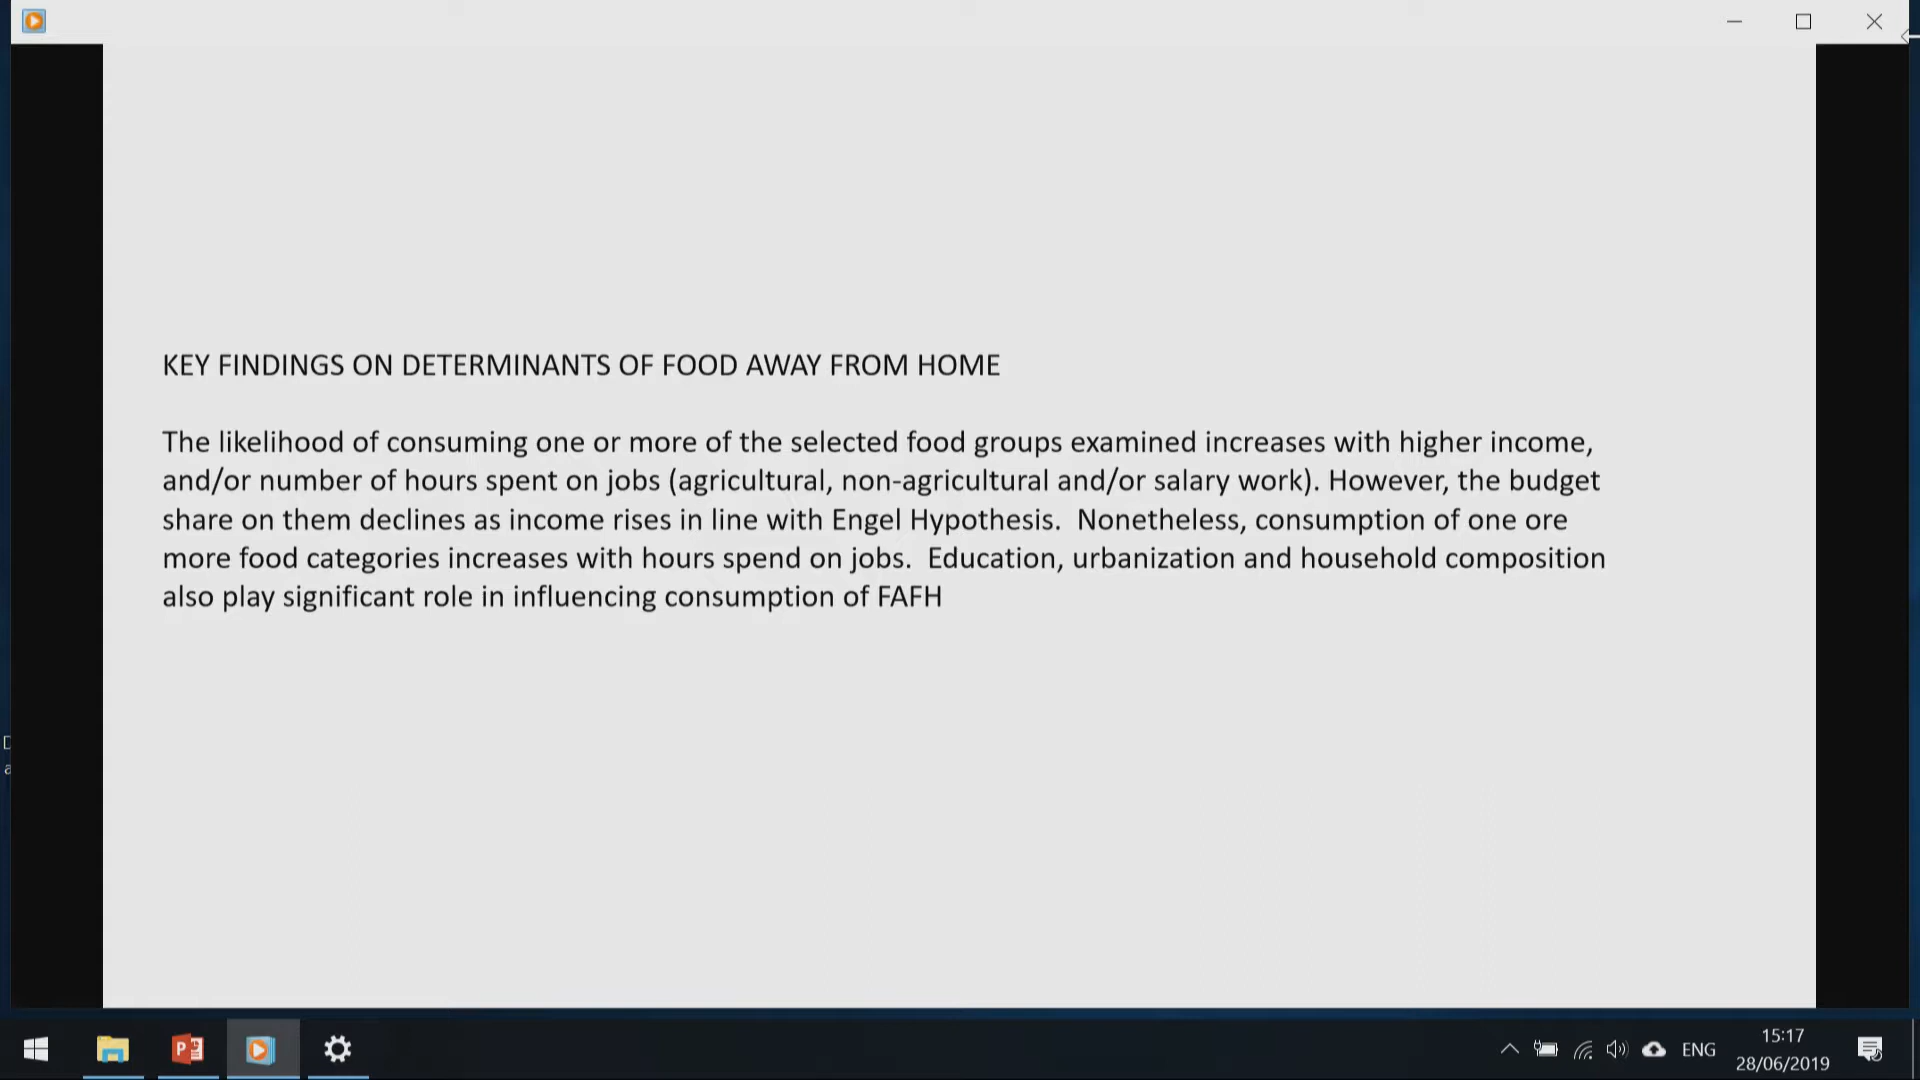 KEY FINDINGS ON DETERMINANTS OF FOOD AWAY FROM HOME
The likelihood of consuming one or more of the selected food groups examined increases with higher income,
and/or number of hours spent on jobs (agricultural, non-agricultural and/or salary work). However, the budget
share on them declines as income rises in line with Engel Hypothesis. Nonetheless, consumption of one ore
more food categories increases with hours spend on jobs. Education, urbanization and household composition
also play significant role in influencing consumption of FAFH
ENG
15:17
28/06/2019